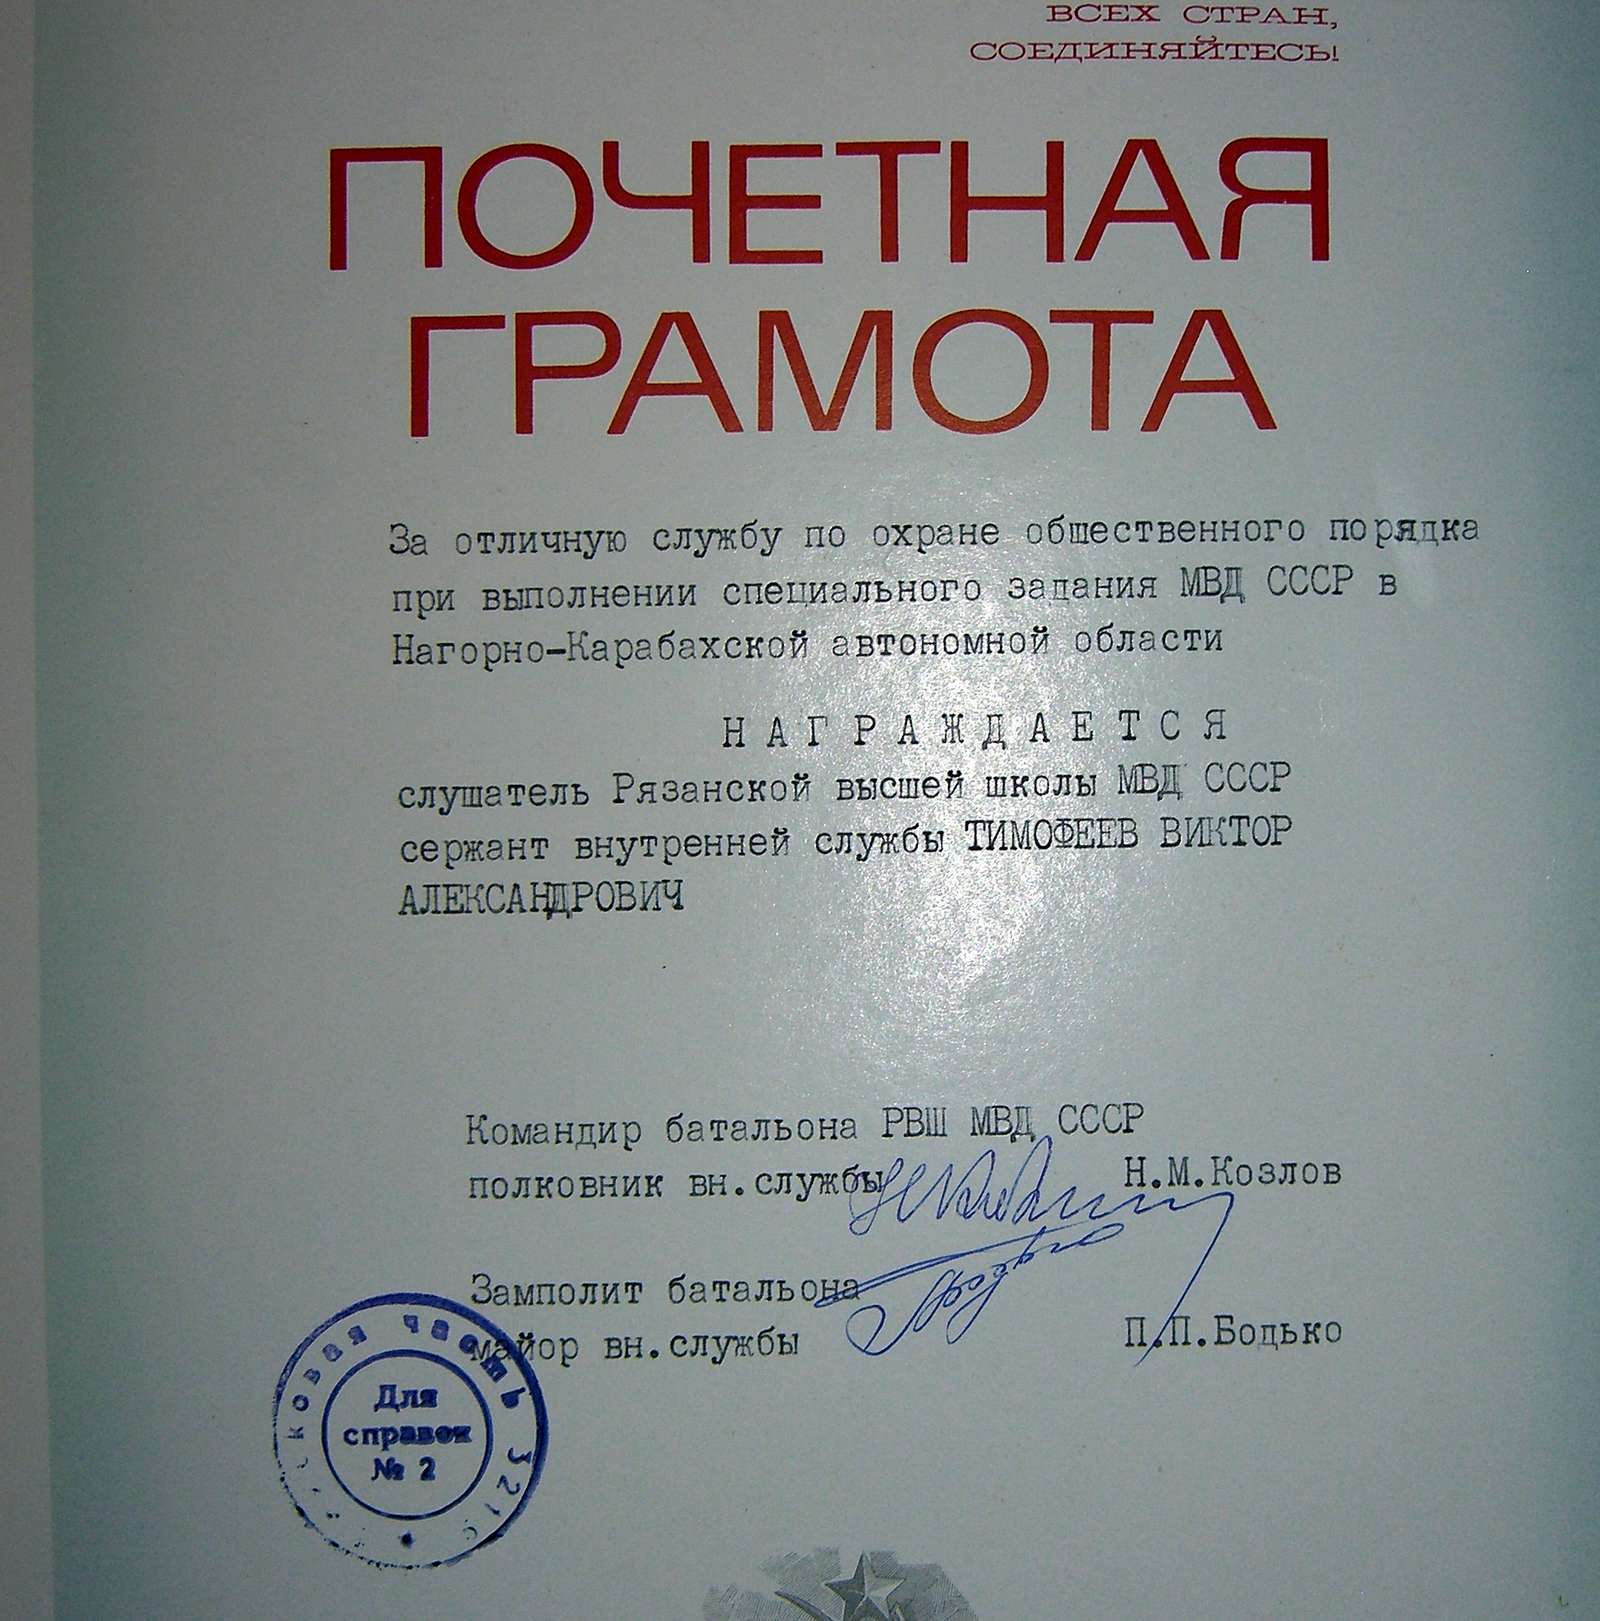 ВСЕХ СТРАН,
СОЕДИНЯЙТЕСЬ!
ПОЧЕТНАЯ
ГРАМОТА
За отличную службу по охране обшественного порядка
при выполнении специального задания МВД СССР в
Нагорно-Карабахской автономной области
НАГРАЖДАЕТСЯ
слушатель Рязанской высшей школы МВД СССР
сержант внутренней службы ТИМОФЕЕВ ВИКТОР
АЛЕКСАНДРОВИЧ
Командир батальона РВШ МВД СССР
полковник вн.службы Н.М.Козлов
Замполит батальона
майор вн.службы П.П.Бодько
часть
Для
справок
№ 2